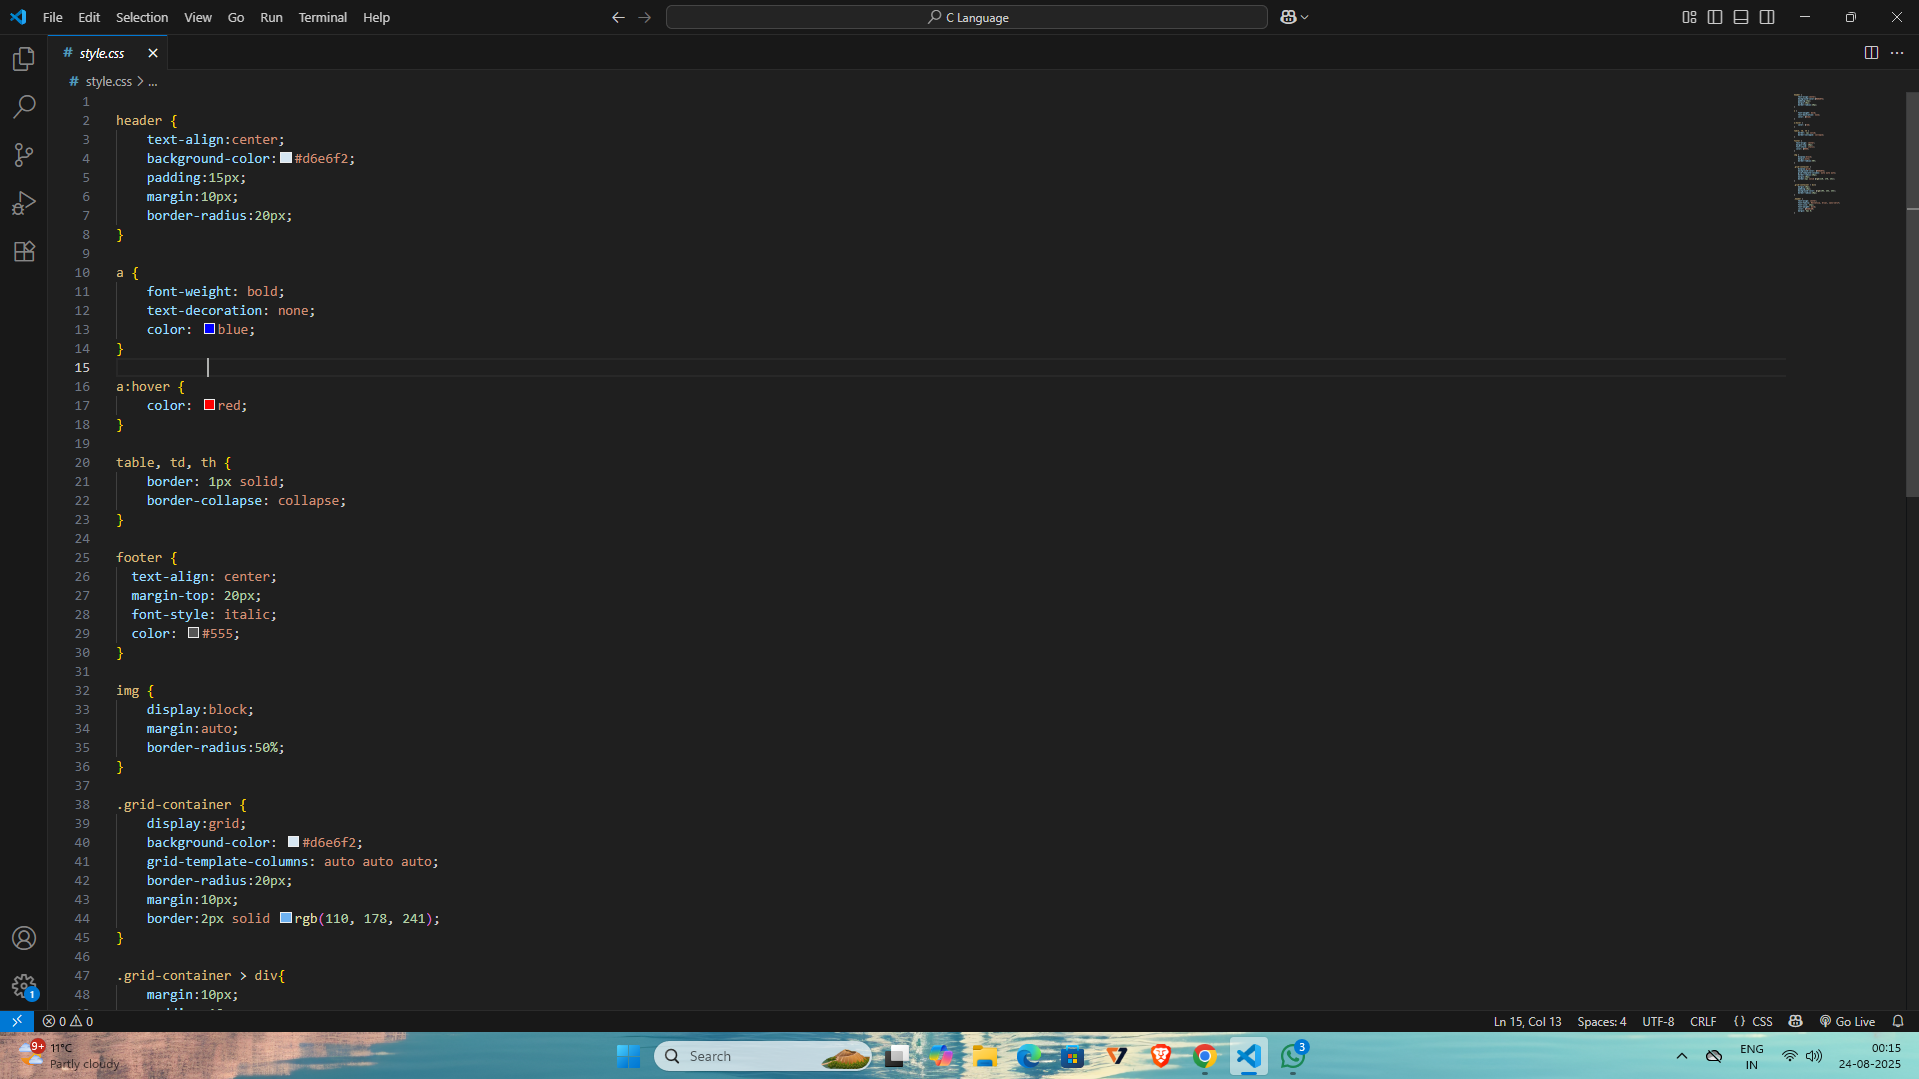 File Edit Selection View Go Run Terminal Help
C Language
# style.css
# style.css > ...
1
2 header {
3 text-align:center;
4 background-color:#d6e6f2;
5 padding:15px;
6 margin:10px;
7 border-radius:20px;
8 }
9
10 a {
11 font-weight: bold;
12 text-decoration: none;
13 color: blue;
14 }
15
16 a:hover {
17 color: red;
18 }
19
20 table, td, th {
21 border: 1px solid;
22 border-collapse: collapse;
23 }
24
25 footer {
26 text-align: center;
27 margin-top: 20px;
28 font-style: italic;
29 color: #555;
30 }
31
32 img {
33 display:block;
34 margin:auto;
35 border-radius:50%;
36 }
37
38 .grid-container {
39 display:grid;
40 background-color: #d6e6f2;
41 grid-template-columns: auto auto auto;
42 border-radius:20px;
43 margin:10px;
44 border:2px solid rgb(110, 178, 241);
45 }
46
47 .grid-container > div{
48 margin:10px;
1
0 0 Ln 15, Col 13 Spaces: 4 UTF-8 CRLF {} CSS Go Live
9+ 11°C
Partly cloudy
Search
3
ENG
IN
00:15
24-08-2025